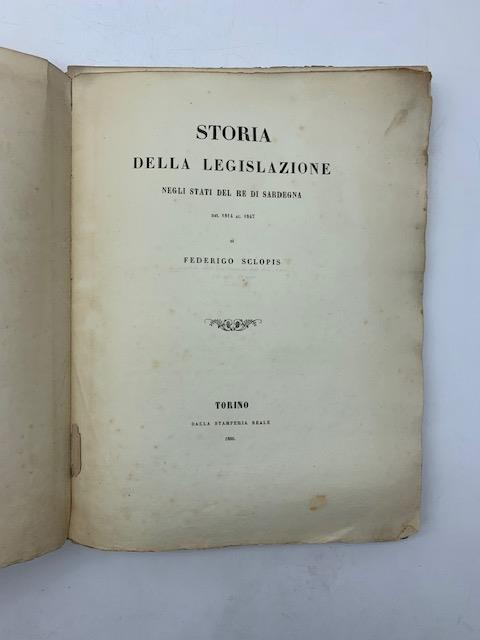 STORIA
DELLA LEGISLAZIONE
NEGLI STATI DEL RE DI SARDEGNA
DAL 1814 AL 1847
di
FEDERIGO SCLOPIS
TORINO
DALLA STAMPERIA REALE
1860.